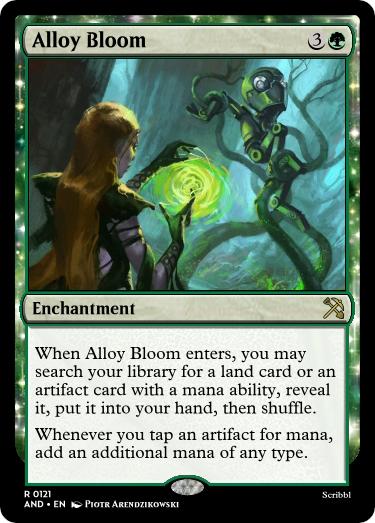 Alloy Bloom 3
Enchantment
When Alloy Bloom enters, you may
search your library for a land card or an
artifact card with a mana ability, reveal
it, put it into your hand, then shuffle.
Whenever you tap an artifact for mana,
add an additional mana of any type.
R 0121
Scribbl
AND • EN Piotr Arendzikowski